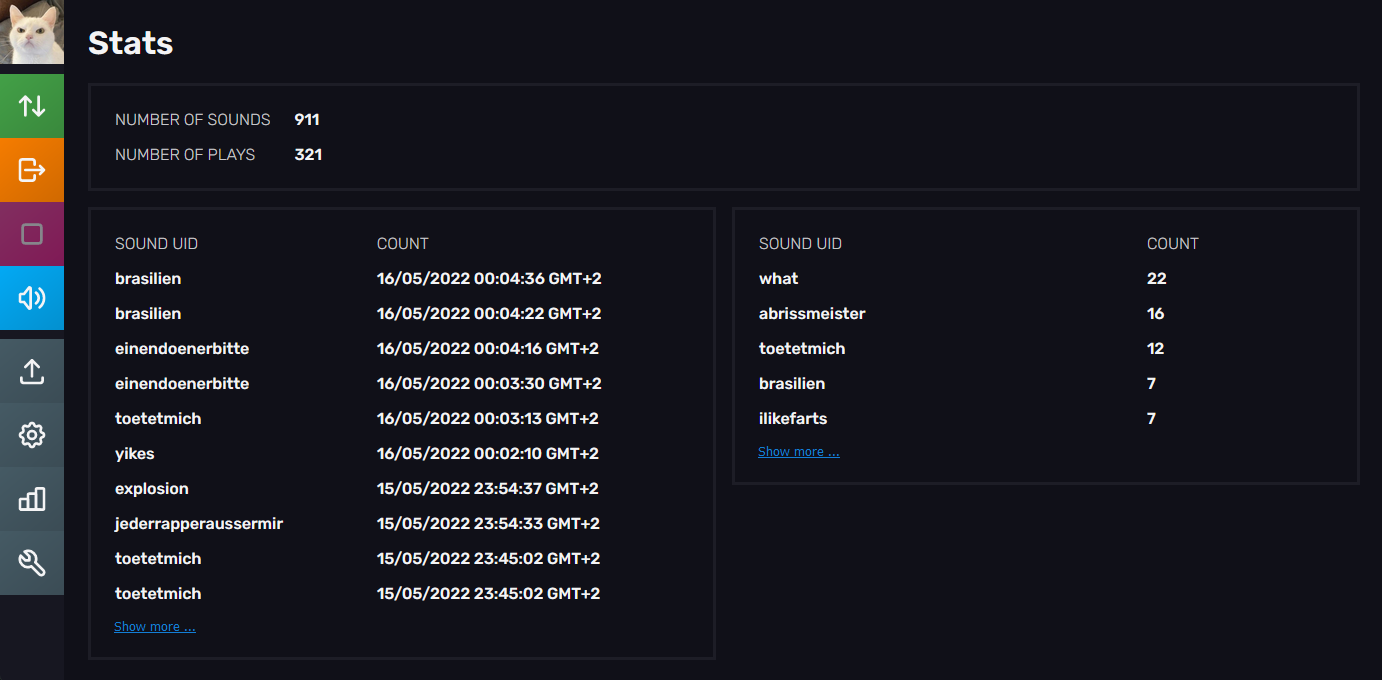 Stats
NUMBER OF SOUNDS 911
NUMBER OF PLAYS 321
SOUND UID COUNT
brasilien 16/05/2022 00:04:36 GMT+2
brasilien 16/05/2022 00:04:22 GMT+2
einendoenerbitte 16/05/2022 00:04:16 GMT+2
einendoenerbitte 16/05/2022 00:03:30 GMT+2
toetetmich 16/05/2022 00:03:13 GMT+2
yikes 16/05/2022 00:02:10 GMT+2
explosion 15/05/2022 23:54:37 GMT+2
jederrapperaussermir 15/05/2022 23:54:33 GMT+2
toetetmich 15/05/2022 23:45:02 GMT+2
toetetmich 15/05/2022 23:45:02 GMT+2
Show more ...
SOUND UID COUNT
what 22
abrissmeister 16
toetetmich 12
brasilien 7
ilikefarts 7
Show more ...